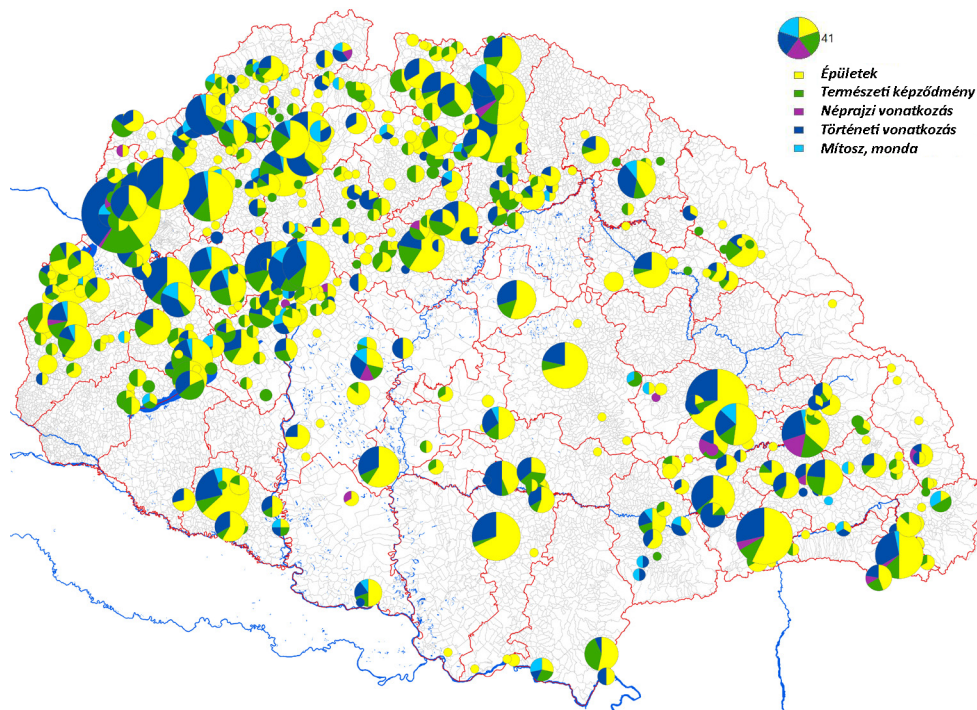 41
Épületek
Természeti képződmény
Néprajzi vonatkozás
Történeti vonatkozás
Mítosz, monda